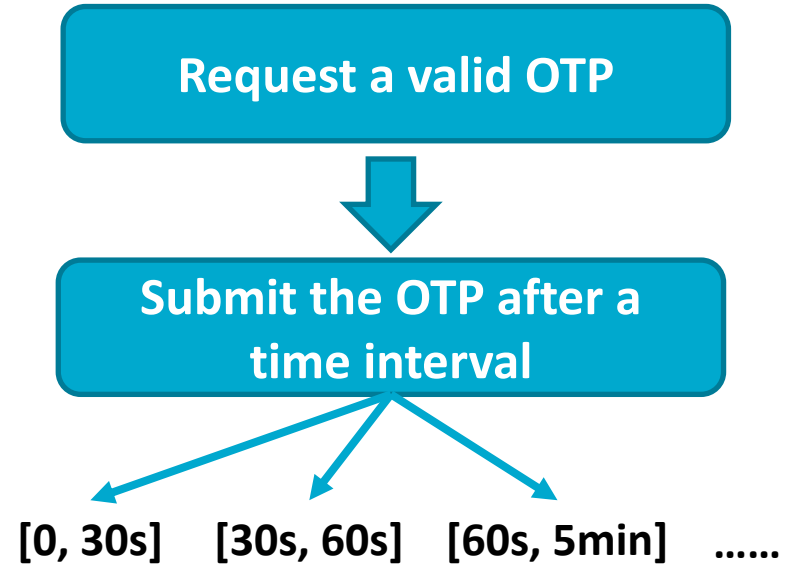 Request a valid OTP
Submit the OTP after a
time interval
[0, 30s] [30s, 60s] [60s, 5min] ......